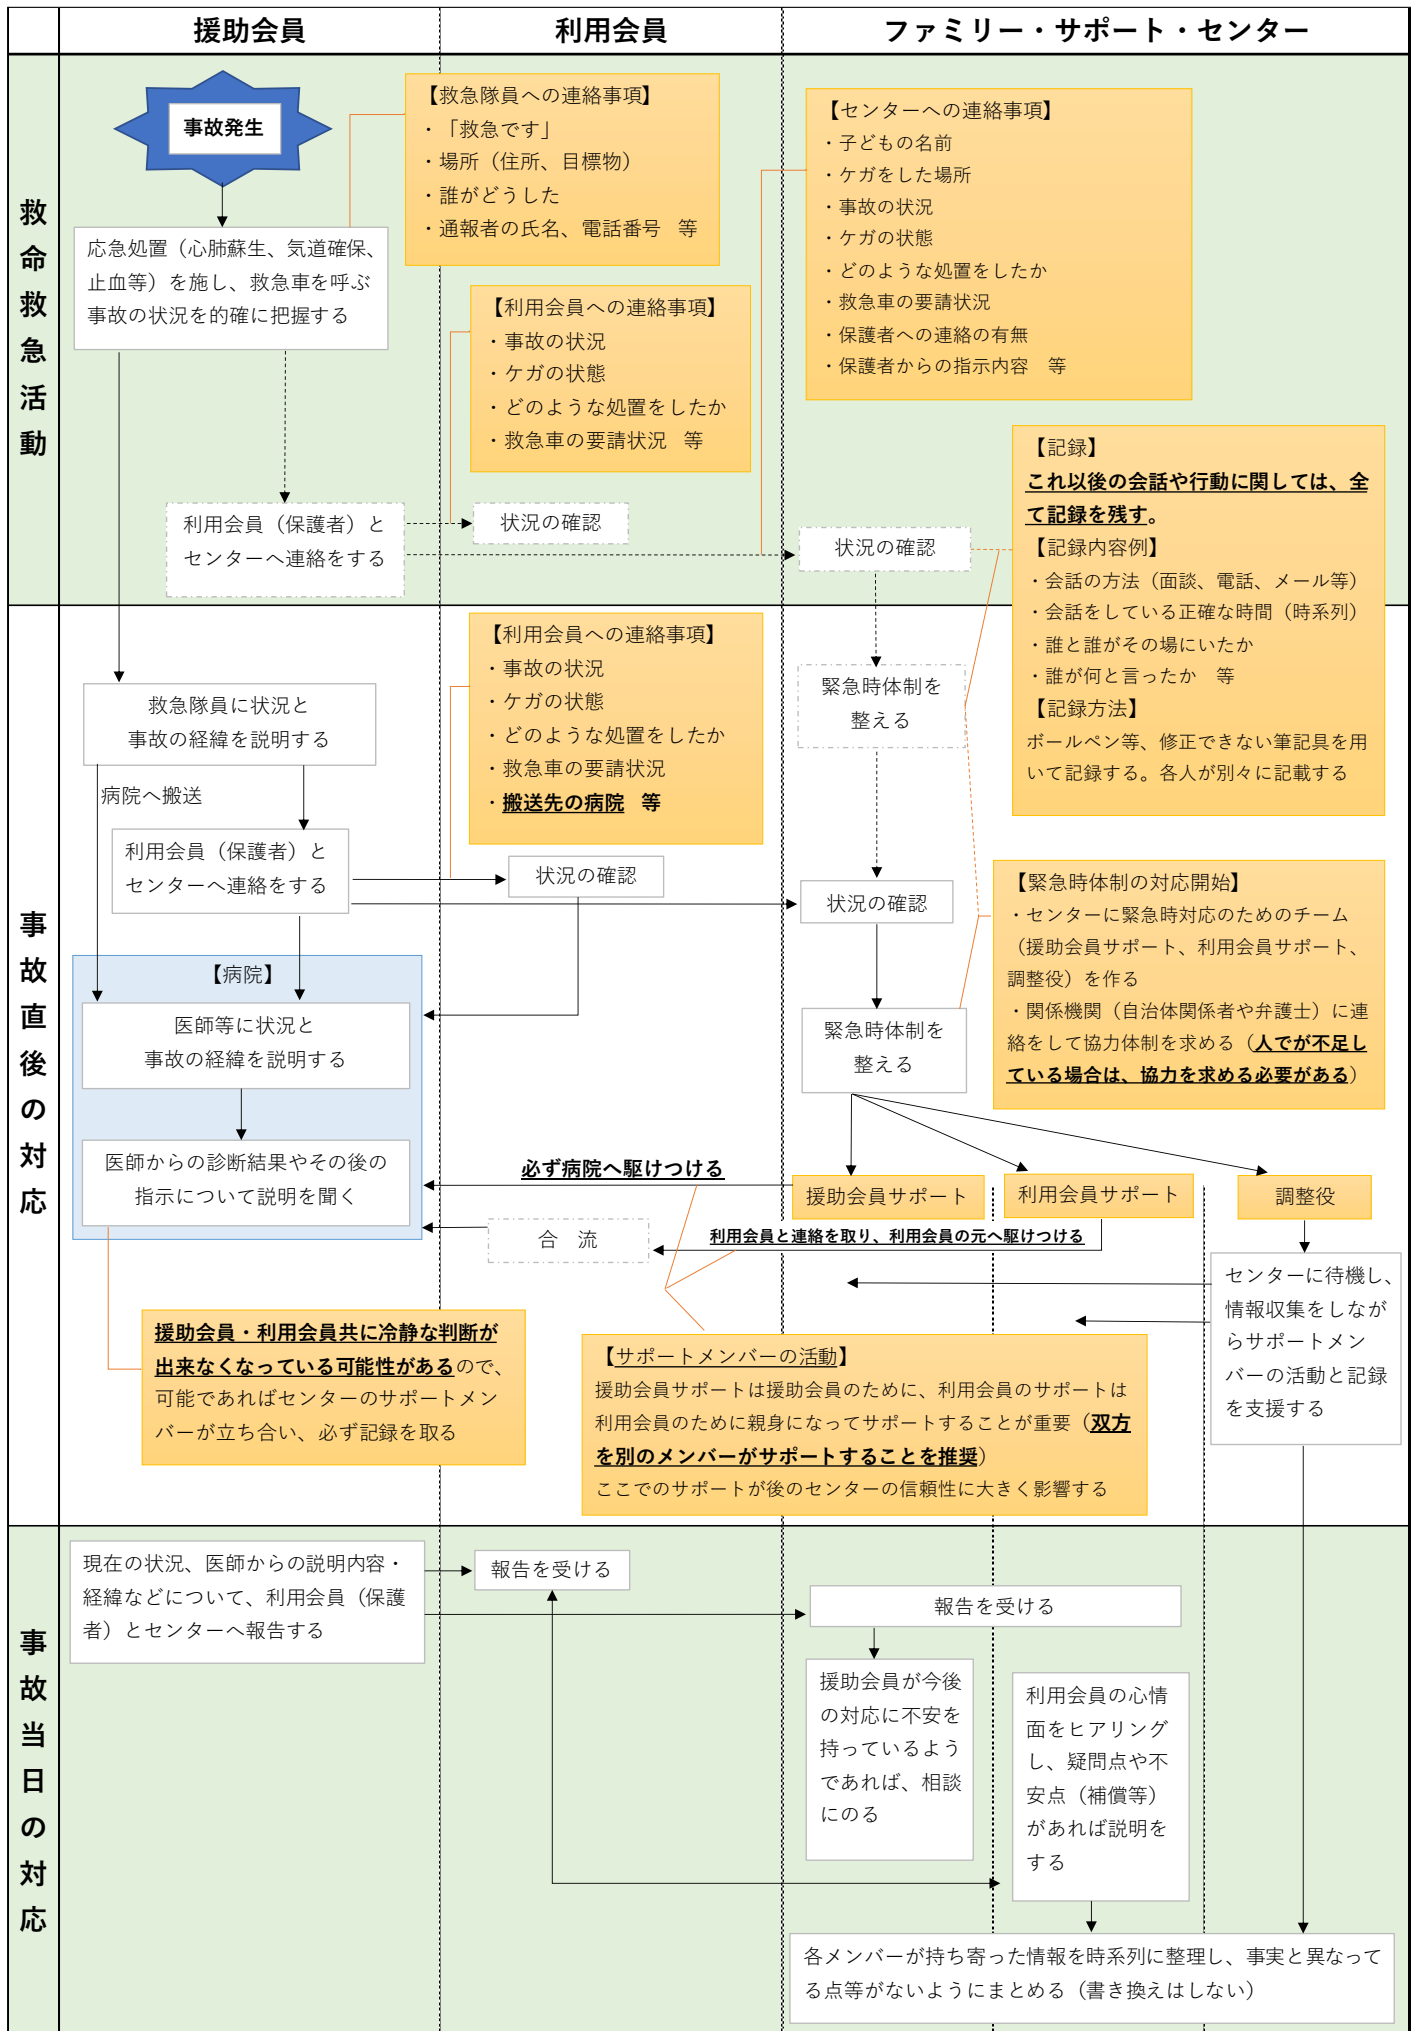 援助会員
利用会員
ファミリー・サポート・センター
救命救急活動
事故発生
応急処置（心肺蘇生、気道確保、
止血等）を施し、救急車を呼ぶ
事故の状況を的確に把握する
【救急隊員への連絡事項】
・「救急です」
・場所（住所、目標物）
・誰がどうした
・通報者の氏名、電話番号　等
【センターへの連絡事項】
・子どもの名前
・ケガをした場所
・事故の状況
・ケガの状態
・どのような処置をしたか
・救急車の要請状況
・保護者への連絡の有無
・保護者からの指示内容　等
【利用会員への連絡事項】
・事故の状況
・ケガの状態
・どのような処置をしたか
・救急車の要請状況　等
利用会員（保護者）と
センターへ連絡をする
状況の確認
状況の確認
【記録】
これ以後の会話や行動に関しては、全
て記録を残す。
【記録内容例】
・会話の方法（面談、電話、メール等）
・会話をしている正確な時間（時系列）
・誰と誰がその場にいたか
・誰が何と言ったか　等
【記録方法】
ボールペン等、修正できない筆記具を用
いて記録する。各人が別々に記載する
事故直後の対応
救急隊員に状況と
事故の経緯を説明する
病院へ搬送
利用会員（保護者）と
センターへ連絡をする
【利用会員への連絡事項】
・事故の状況
・ケガの状態
・どのような処置をしたか
・救急車の要請状況
・搬送先の病院　等
状況の確認
緊急時体制を
整える
状況の確認
緊急時体制を
整える
【緊急時体制の対応開始】
・センターに緊急時対応のためのチーム
（援助会員サポート、利用会員サポート、
調整役）を作る
・関係機関（自治体関係者や弁護士）に連
絡をして協力体制を求める（人でが不足し
ている場合は、協力を求める必要がある）
【病院】
医師等に状況と
事故の経緯を説明する
医師からの診断結果やその後の
指示について説明を聞く
必ず病院へ駆けつける
援助会員サポート
利用会員サポート
調整役
合　流
利用会員と連絡を取り、利用会員の元へ駆けつける
センターに待機し、
情報収集をしなが
らサポートメン
バーの活動と記録
を支援する
援助会員・利用会員共に冷静な判断が
出来なくなっている可能性があるので、
可能であればセンターのサポートメン
バーが立ち合い、必ず記録を取る
【サポートメンバーの活動】
援助会員サポートは援助会員のために、利用会員のサポートは
利用会員のために親身になってサポートすることが重要（双方
を別のメンバーがサポートすることを推奨）
ここでのサポートが後のセンターの信頼性に大きく影響する
事故当日の対応
現在の状況、医師からの説明内容・
経緯などについて、利用会員（保護
者）とセンターへ報告する
報告を受ける
報告を受ける
援助会員が今後
の対応に不安を
持っているよう
であれば、相談
にのる
利用会員の心情
面をヒアリング
し、疑問点や不
安点（補償等）
があれば説明を
する
各メンバーが持ち寄った情報を時系列に整理し、事実と異なって
る点等がないようにまとめる（書き換えはしない）